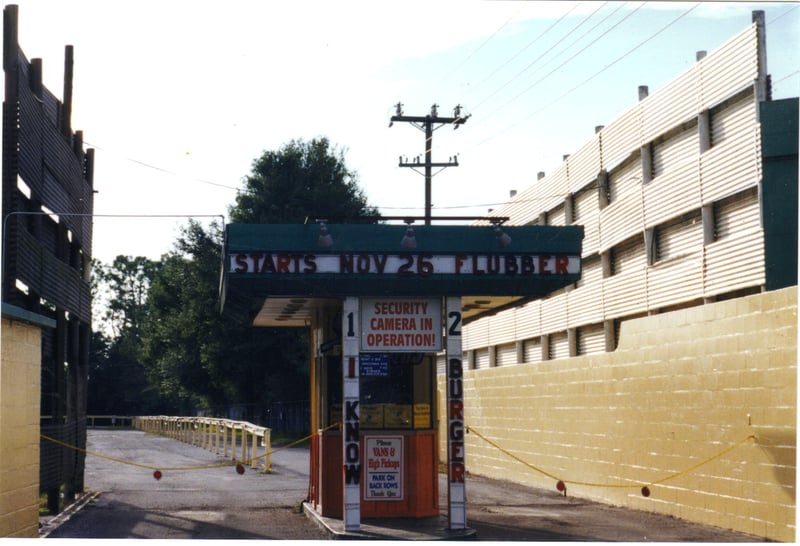 STARTS NOV 26 FLUBBER
SECURITY
CAMERA IN
OPERATION!
1
I KNOW
2
BURGER
Please
VANS &
High Pickups
PARK ON
BACK ROWS
Thank You